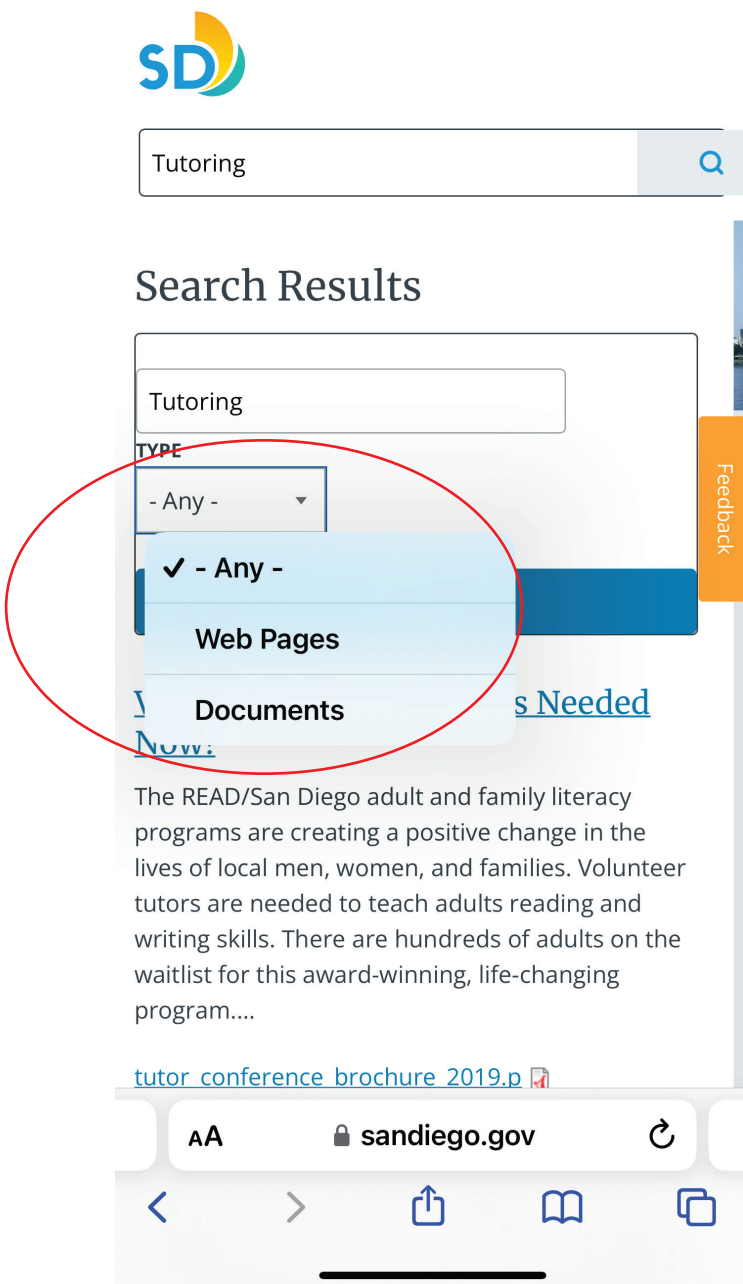 SD
Tutoring
Search Results
Tutoring
TYPE
- Any -
Feedback
✓ - Any -
Web Pages
Documents
s Needed
Now!
The READ/San Diego adult and family literacy
programs are creating a positive change in the
lives of local men, women, and families. Volunteer
tutors are needed to teach adults reading and
writing skills. There are hundreds of adults on the
waitlist for this award-winning, life-changing
program....
tutor_conference_brochure_2019.p
AA
sandiego.gov